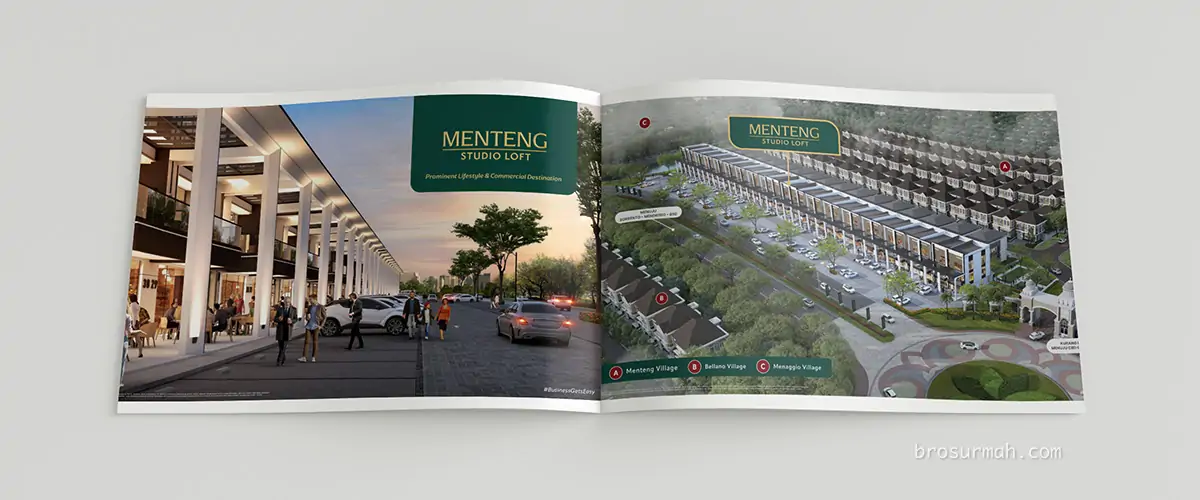 MENTENG
STUDIO LOFT
Prominent Lifestyle & Commercial Destination
#BusinessGetsEasy
C
MENTENG
STUDIO LOFT
A
MENUJU
B
A Menteng Village
B Bellano Village
C Menaggio Village
brosurmah.com